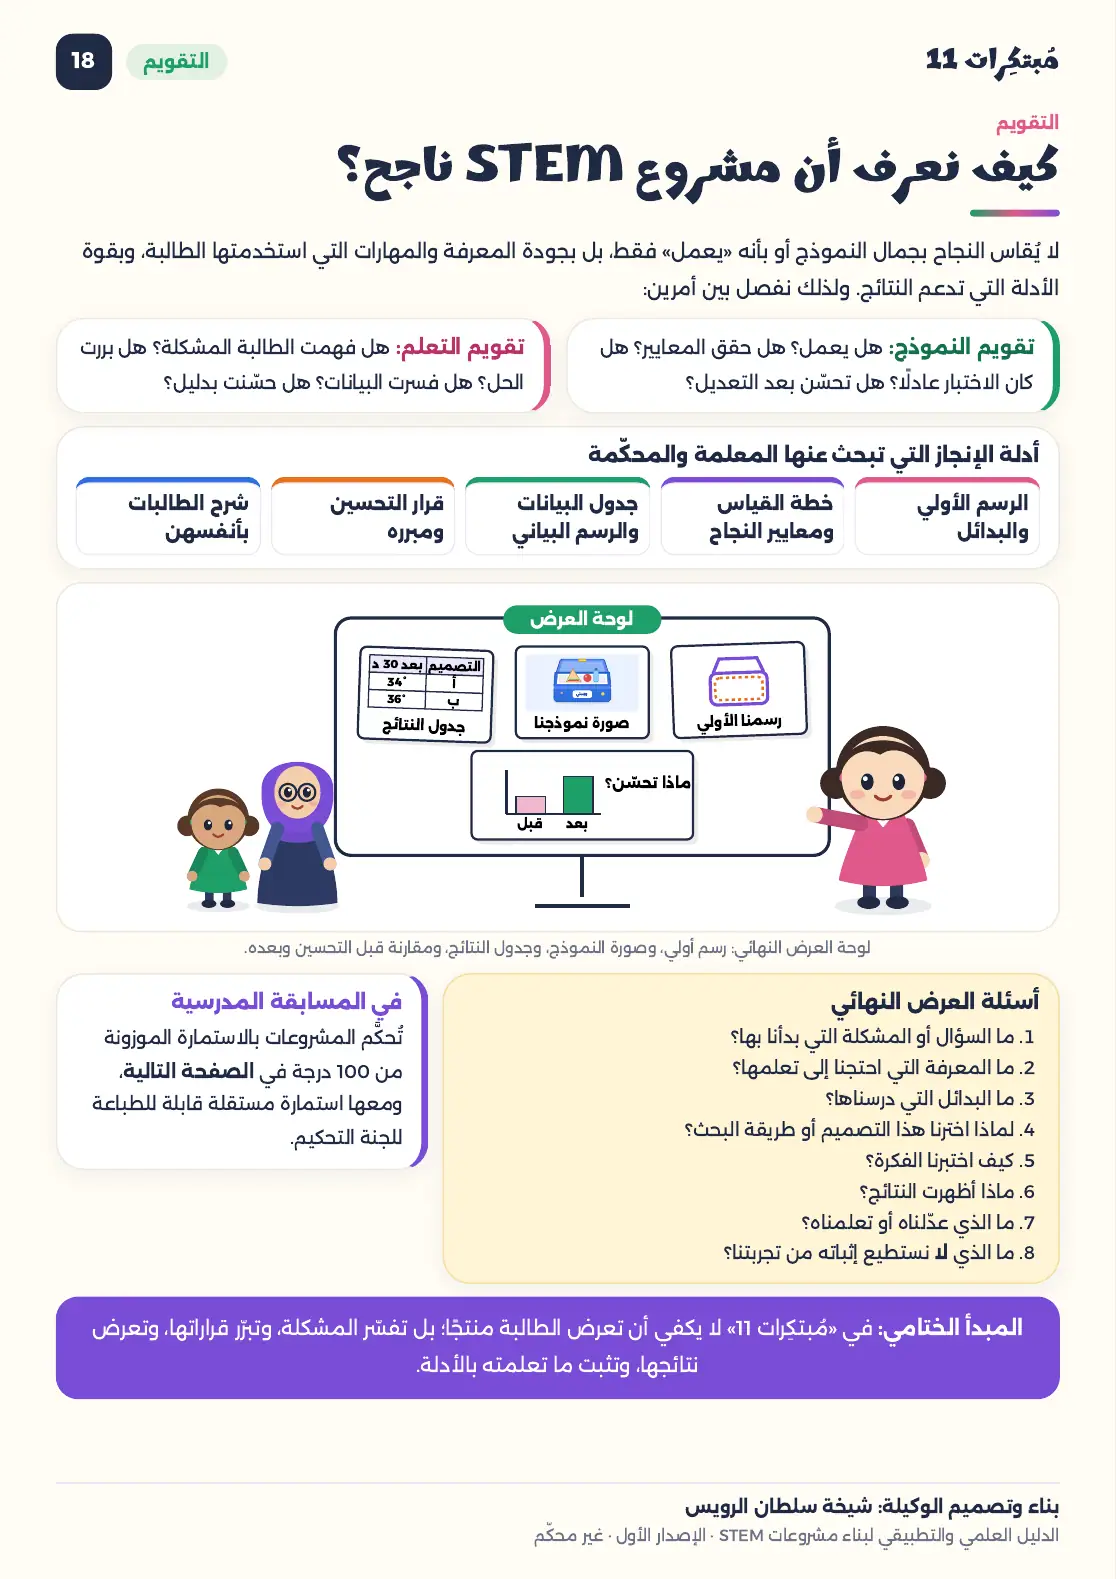 مُبتكِرات 11
التقويم
18
التقويم
كيف نعرف أن مشروع STEM ناجح؟
لا يُقاس النجاح بجمال النموذج أو بأنه «يعمل» فقط، بل بجودة المعرفة والمهارات التي استخدمتها الطالبة، وبقوة
الأدلة التي تدعم النتائج. ولذلك نفصل بين أمرين:
تقويم النموذج: هل يعمل؟ هل حقق المعايير؟ هل
كان الاختبار عادلًا؟ هل تحسّن بعد التعديل؟
تقويم التعلم: هل فهمت الطالبة المشكلة؟ هل بررت
الحل؟ هل فسرت البيانات؟ هل حسّنت بدليل؟
أدلة الإنجاز التي تبحث عنها المعلمة والمحكّمة
الرسم الأولي
والبدائل
خطة القياس
ومعايير النجاح
جدول البيانات
والرسم البياني
قرار التحسين
ومبرره
شرح الطالبات
بأنفسهن
لوحة العرض
رسمنا الأولي
صورة نموذجنا
التصميم بعد 30 د
أ 34°
ب 36°
جدول النتائج
ماذا تحسّن؟
بعد
قبل
لوحة العرض النهائي: رسم أولي، وصورة النموذج، وجدول النتائج، ومقارنة قبل التحسين وبعده.
أسئلة العرض النهائي
1. ما السؤال أو المشكلة التي بدأنا بها؟
2. ما المعرفة التي احتجنا إلى تعلمها؟
3. ما البدائل التي درسناها؟
4. لماذا اخترنا هذا التصميم أو طريقة البحث؟
5. كيف اختبرنا الفكرة؟
6. ماذا أظهرت النتائج؟
7. ما الذي عدّلناه أو تعلمناه؟
8. ما الذي لا نستطيع إثباته من تجربتنا؟
في المسابقة المدرسية
تُحكَّم المشروعات بالاستمارة الموزونة
من 100 درجة في الصفحة التالية،
ومعها استمارة مستقلة قابلة للطباعة
للجنة التحكيم.
المبدأ الختامي: في «مُبتكِرات 11» لا يكفي أن تعرض الطالبة منتجًا؛ بل تفسّر المشكلة، وتبرّر قراراتها، وتعرض
نتائجها، وتثبت ما تعلمته بالأدلة.
بناء وتصميم الوكيلة: شيخة سلطان الرويس
الدليل العلمي والتطبيقي لبناء مشروعات STEM · الإصدار الأول · غير محكّم